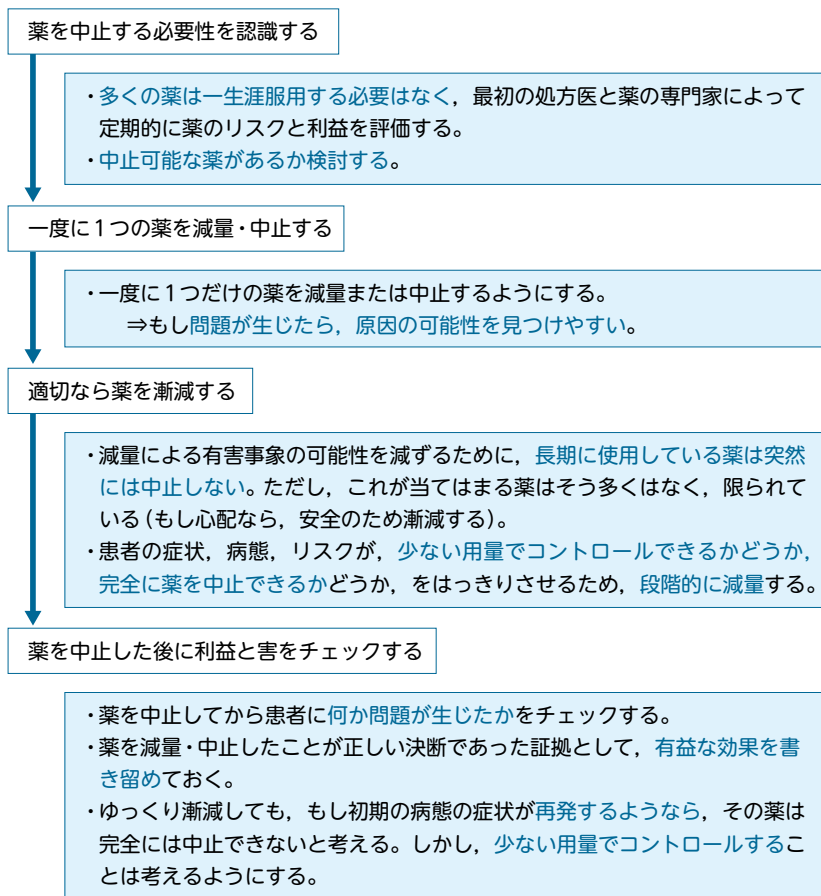 薬を中止する必要性を認識する
・多くの薬は一生涯服用する必要はなく，最初の処方医と薬の専門家によって
定期的に薬のリスクと利益を評価する。
・中止可能な薬があるか検討する。
一度に1つの薬を減量・中止する
・一度に1つだけの薬を減量または中止するようにする。
⇒もし問題が生じたら，原因の可能性を見つけやすい。
適切なら薬を漸減する
・減量による有害事象の可能性を減ずるために，長期に使用している薬は突然
には中止しない。ただし，これが当てはまる薬はそう多くはなく，限られて
いる（もし心配なら，安全のため漸減する）。
・患者の症状，病態，リスクが，少ない用量でコントロールできるかどうか，
完全に薬を中止できるかどうか，をはっきりさせるため，段階的に減量する。
薬を中止した後に利益と害をチェックする
・薬を中止してから患者に何か問題が生じたかをチェックする。
・薬を減量・中止したことが正しい決断であった証拠として，有益な効果を書
き留めておく。
・ゆっくり漸減しても，もし初期の病態の症状が再発するようなら，その薬は
完全には中止できないと考える。しかし，少ない用量でコントロールするこ
とは考えるようにする。